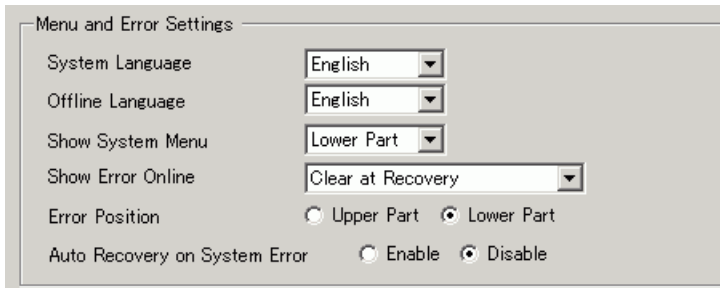 Menu and Error Settings
System Language English
Offline Language English
Show System Menu Lower Part
Show Error Online Clear at Recovery
Error Position Upper Part Lower Part
Auto Recovery on System Error Enable Disable